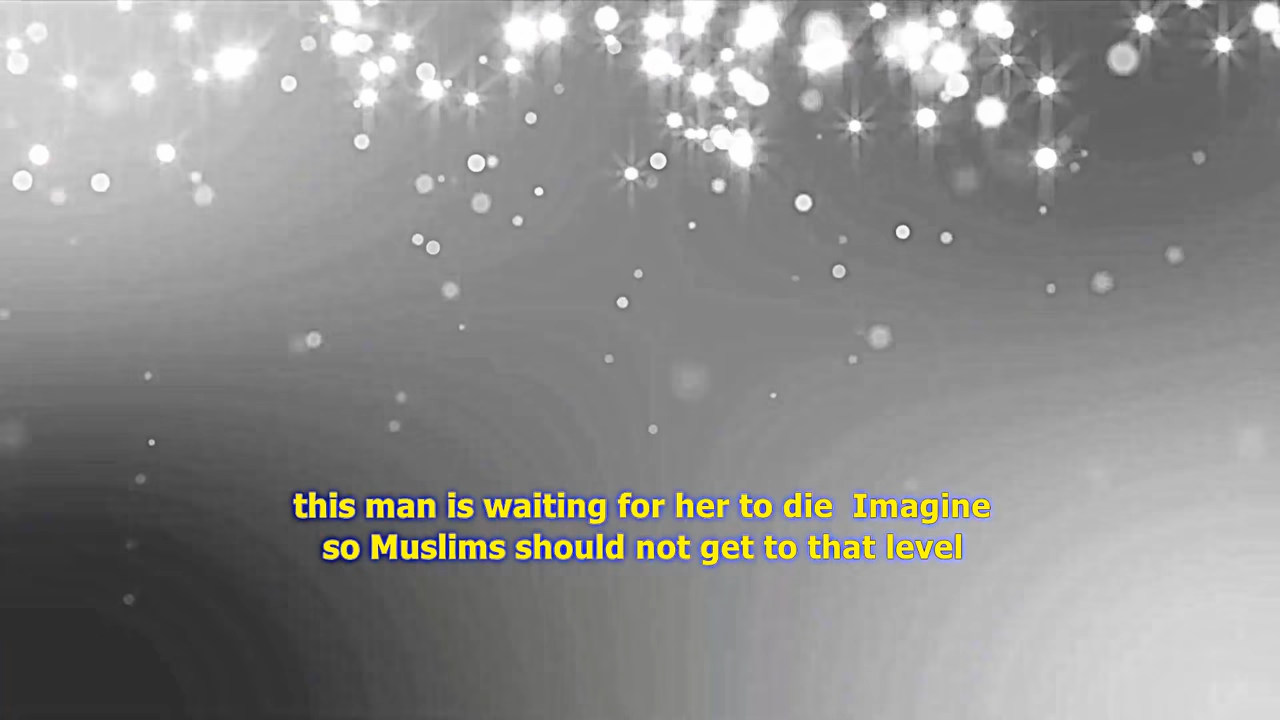 this man is waiting for her to die  Imagine
so Muslims should not get to that level